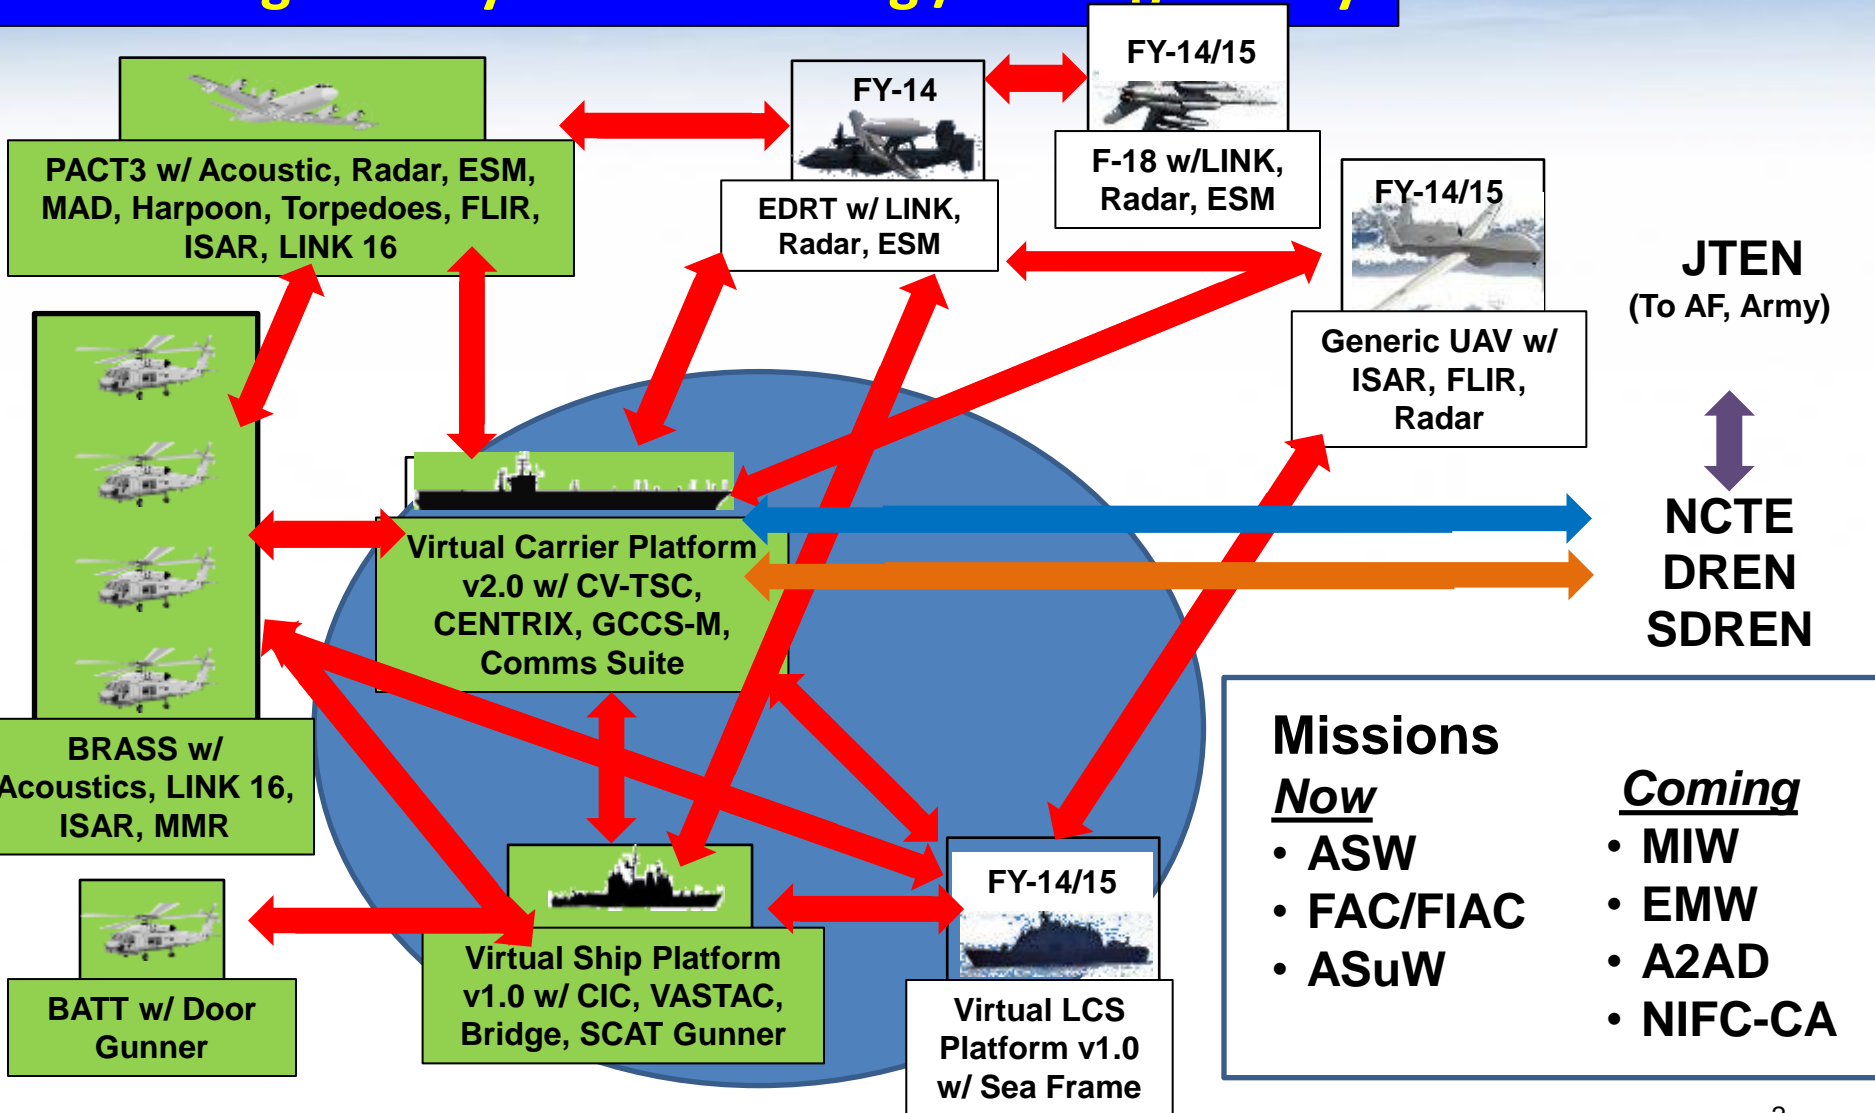 FY-14/15
FY-14
PACT3 w/ Acoustic, Radar, ESM,
MAD, Harpoon, Torpedoes, FLIR,
ISAR, LINK 16
F-18 w/LINK,
Radar, ESM
EDRT w/ LINK,
Radar, ESM
FY-14/15
Generic UAV w/
ISAR, FLIR,
Radar
JTEN
(To AF, Army)
NCTE
DREN
SDREN
Virtual Carrier Platform
v2.0 w/ CV-TSC,
CENTRIX, GCCS-M,
Comms Suite
BRASS w/
Acoustics, LINK 16,
ISAR, MMR
BATT w/ Door
Gunner
Virtual Ship Platform
v1.0 w/ CIC, VASTAC,
Bridge, SCAT Gunner
FY-14/15
Virtual LCS
Platform v1.0
w/ Sea Frame
Missions
Now
• ASW
• FAC/FIAC
• ASuW
Coming
• MIW
• EMW
• A2AD
• NIFC-CA